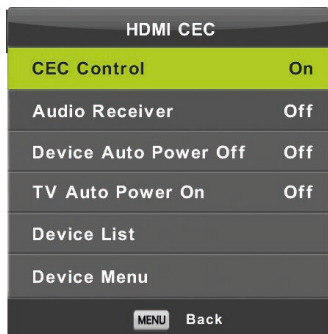 HDMI CEC
CEC Control On
Audio Receiver Off
Device Auto Power Off Off
TV Auto Power On Off
Device List
Device Menu
MENU Back